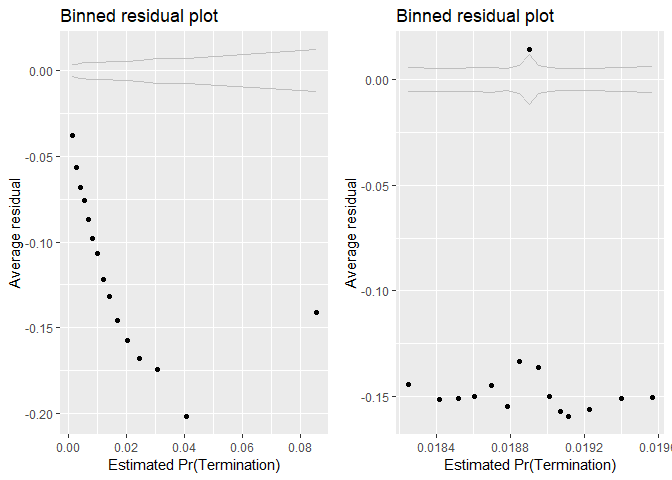 Binned residual plot
Average residual
0.00
-0.05
-0.10
-0.15
-0.20
0.00 0.02 0.04 0.06 0.08
Estimated Pr(Termination)
Binned residual plot
Average residual
0.00
-0.05
-0.10
-0.15
0.0184 0.0188 0.0192
Estimated Pr(Termination)